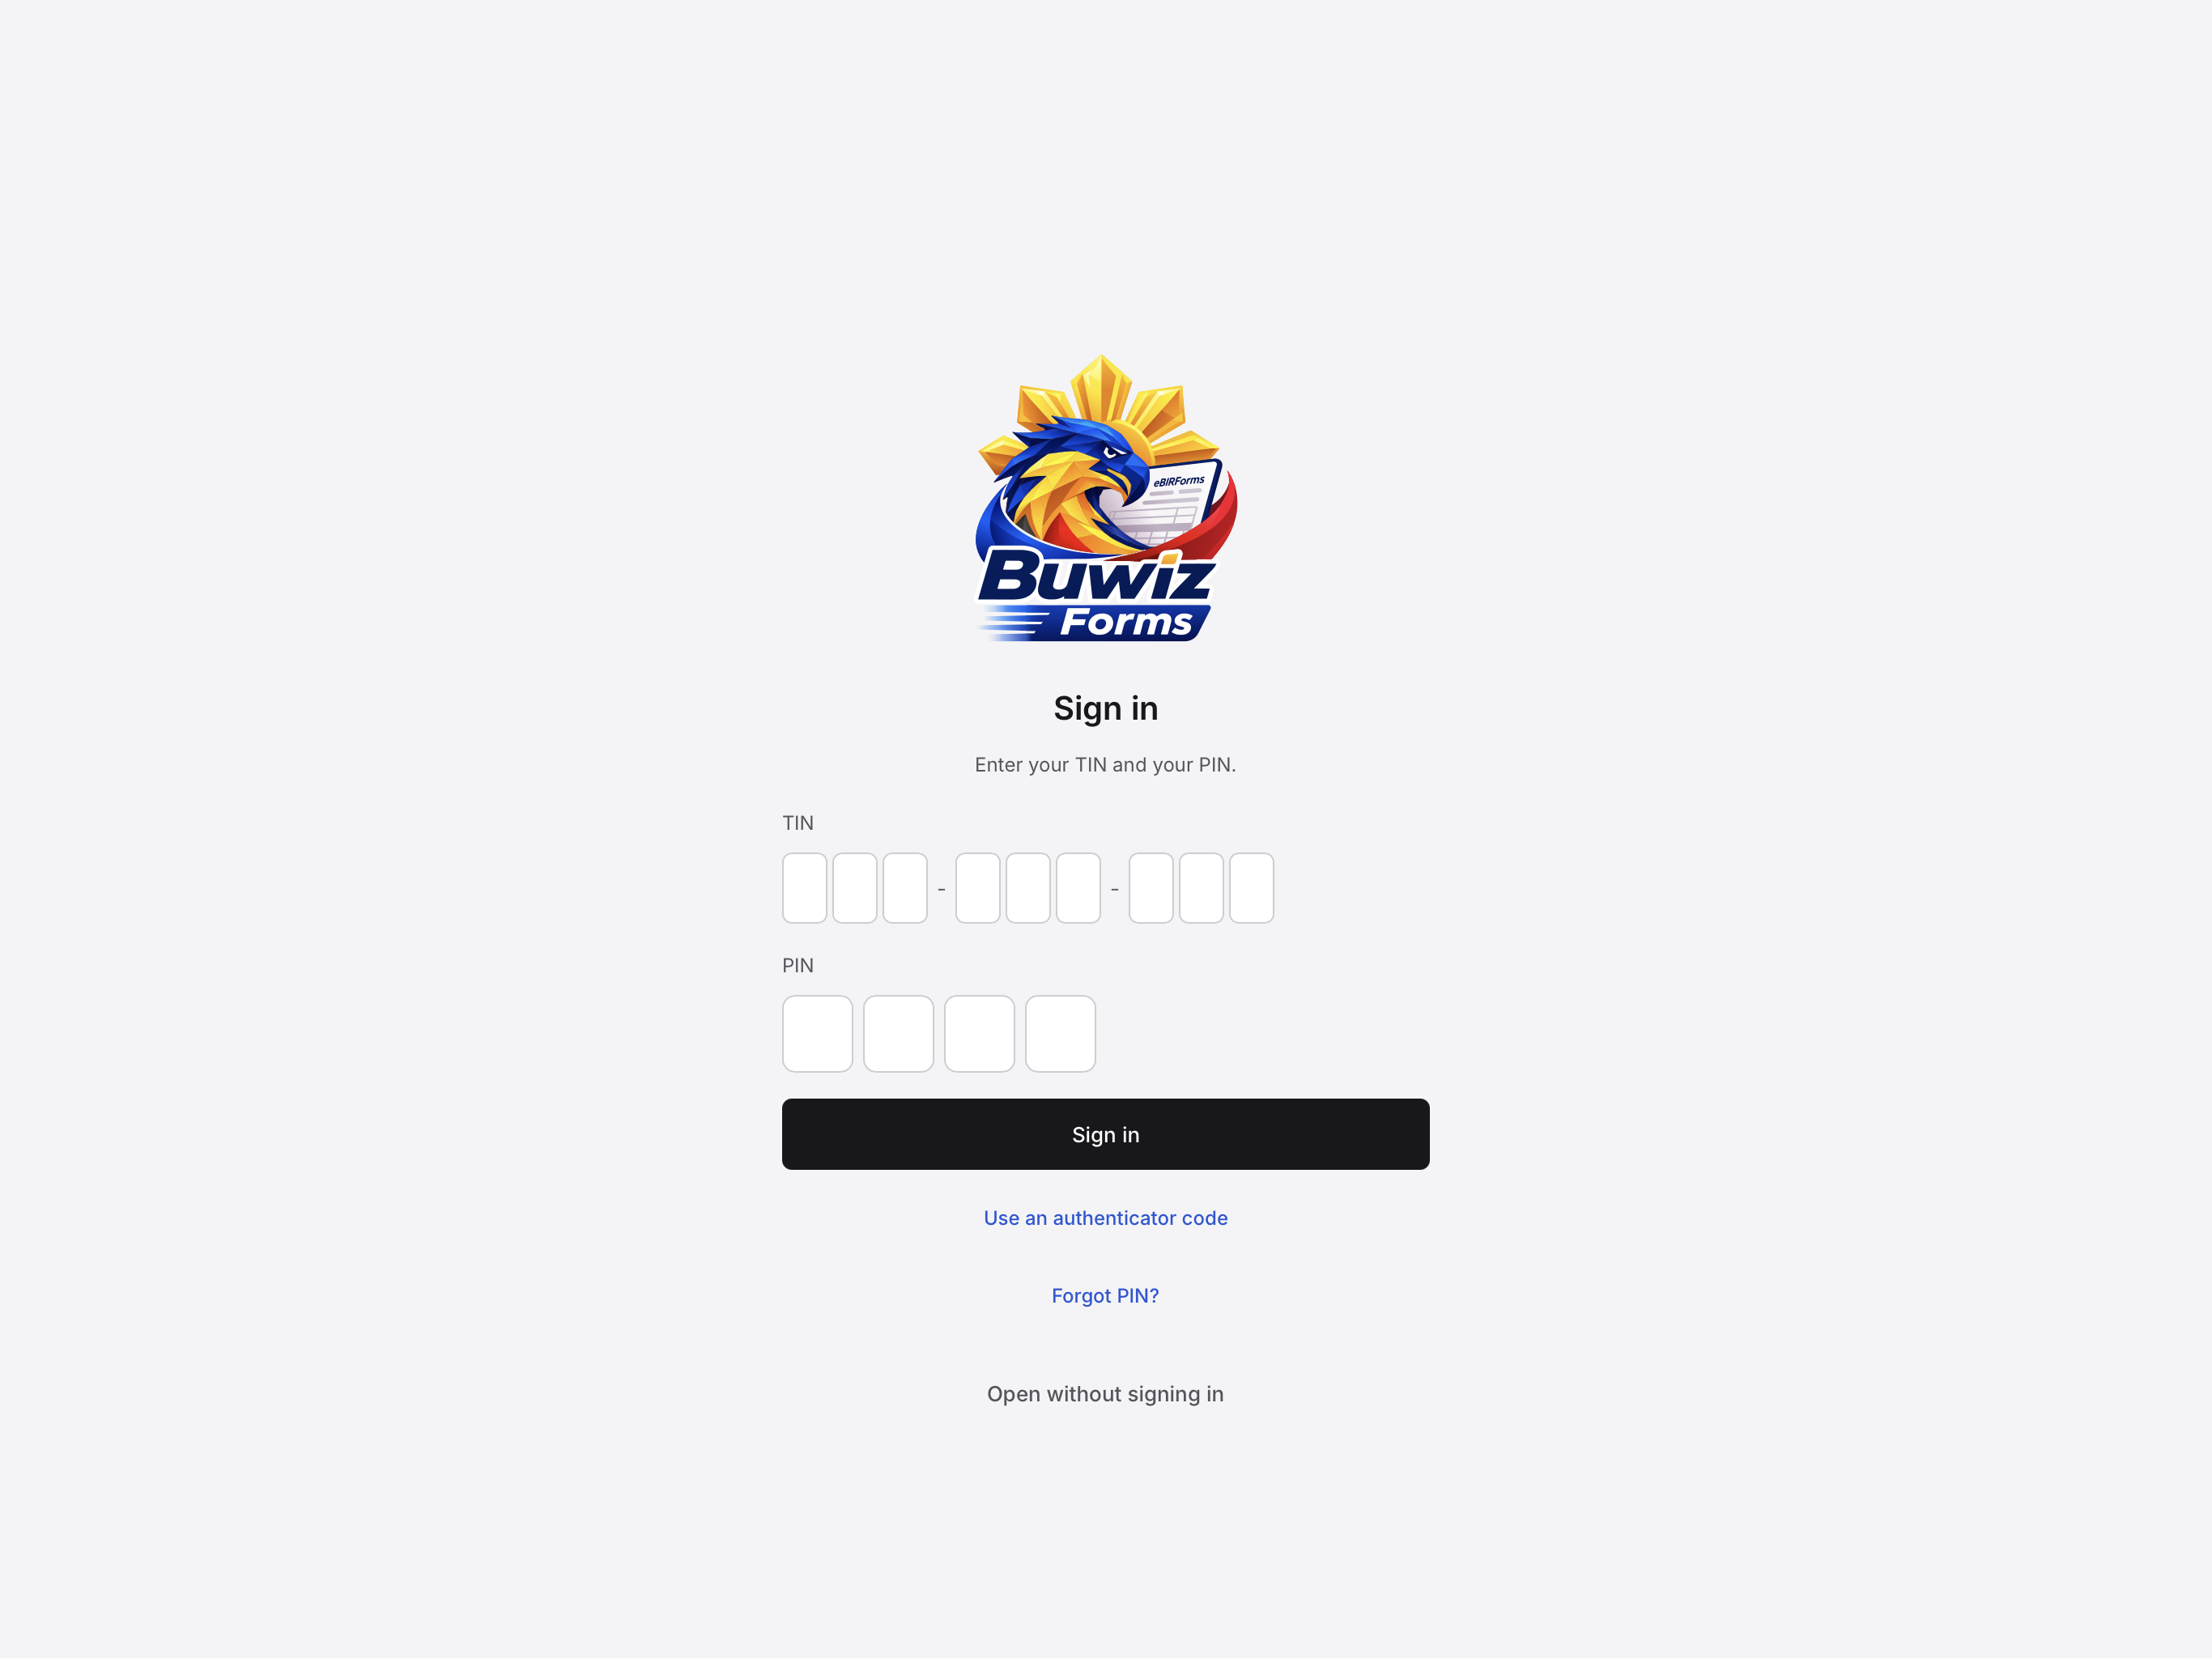 eBIRForms
Buwiz
Forms
Sign in
Enter your TIN and your PIN.
TIN
- -
PIN
Sign in
Use an authenticator code
Forgot PIN?
Open without signing in